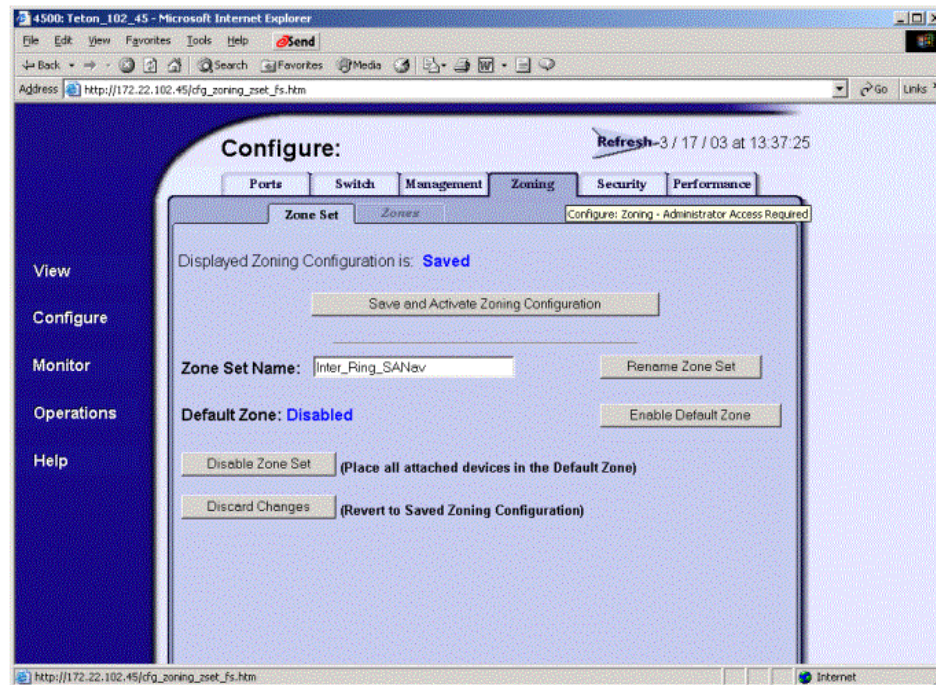 4500: Teton_102_45 - Microsoft Internet Explorer
File Edit View Favorites Tools Help Send
Back Search Favorites Media
Address http://172.22.102.45/cfg_zoning_zset_fs.htm Go Links
Configure:
Refresh-3 / 17 / 03 at 13:37:25
Ports Switch Management Zoning Security Performance
Zone Set Zones
Configure: Zoning - Administrator Access Required
View
Configure
Monitor
Operations
Help
Displayed Zoning Configuration is: Saved
Save and Activate Zoning Configuration
Zone Set Name: Inter_Ring_SANav Rename Zone Set
Default Zone: Disabled Enable Default Zone
Disable Zone Set (Place all attached devices in the Default Zone)
Discard Changes (Revert to Saved Zoning Configuration)
http://172.22.102.45/cfg_zoning_zset_fs.htm Internet